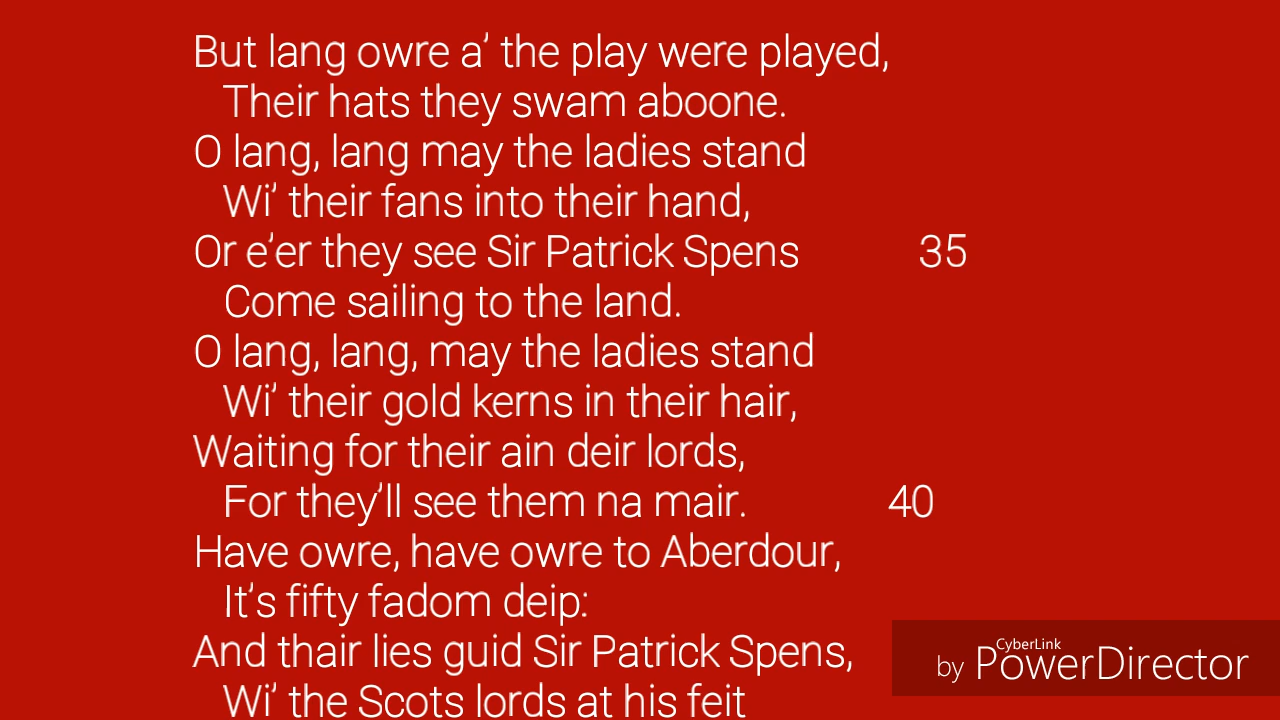 But lang owre a’ the play were played,
Their hats they swam aboone.
O lang, lang may the ladies stand
Wi’ their fans into their hand,
Or e’er they see Sir Patrick Spens 35
Come sailing to the land.
O lang, lang, may the ladies stand
Wi’ their gold kerns in their hair,
Waiting for their ain deir lords,
For they’ll see them na mair. 40
Have owre, have owre to Aberdour,
It’s fifty fadom deip:
And thair lies guid Sir Patrick Spens,
Wi’ the Scots lords at his feit
by CyberLink PowerDirector